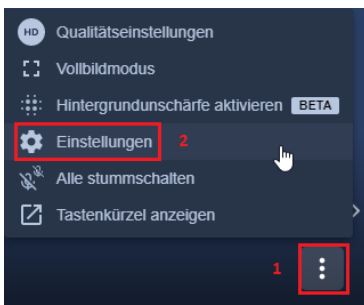 HD Qualitätseinstellungen
Vollbildmodus
Hintergrundunschärfe aktivieren BETA
Einstellungen 2
Alle stummschalten
Tastenkürzel anzeigen
1